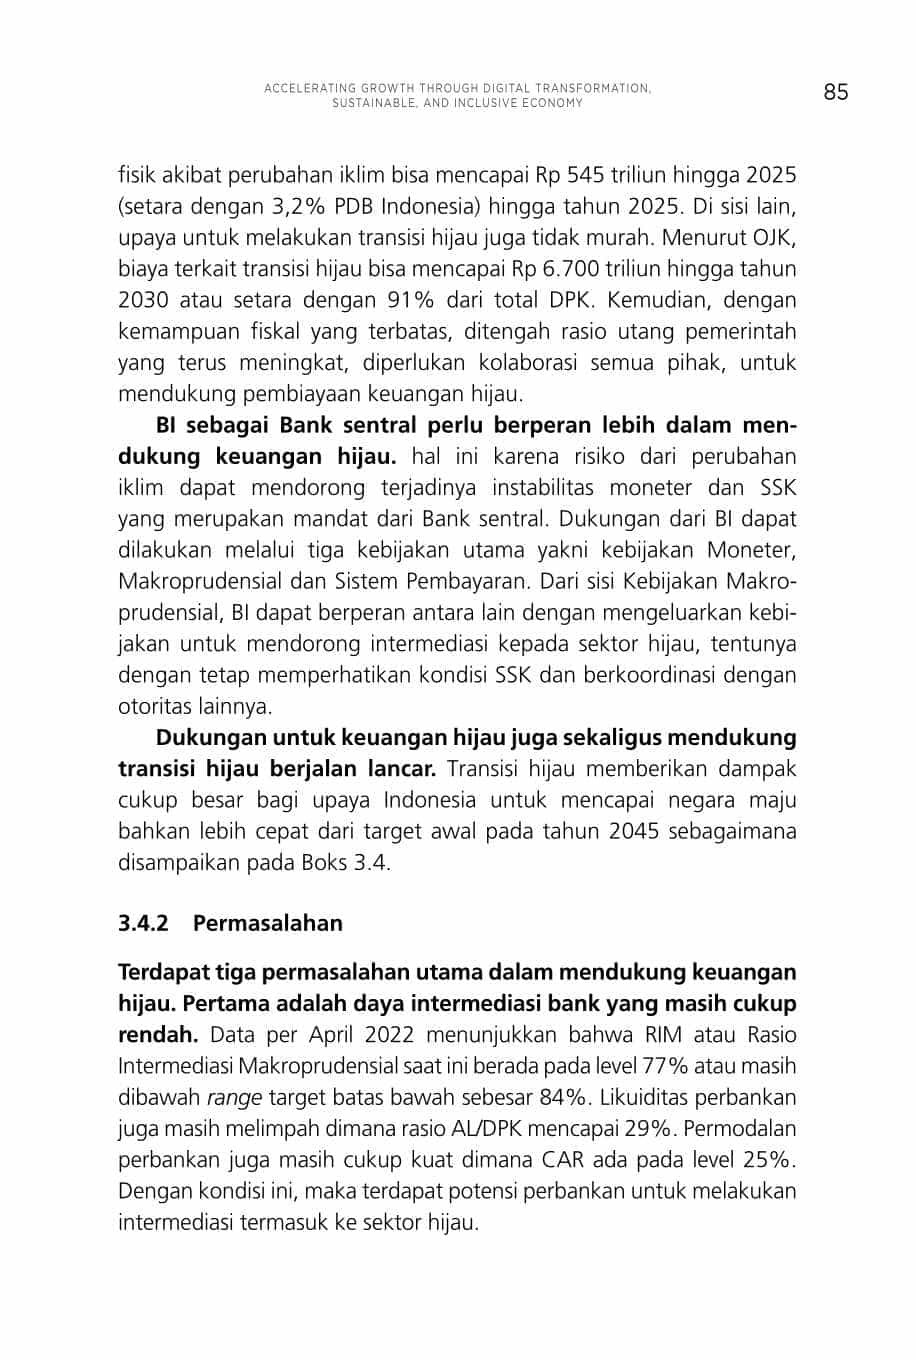 ACCELERATING GROWTH THROUGH DIGITAL TRANSFORMATION,
SUSTAINABLE, AND INCLUSIVE ECONOMY
85
fisik akibat perubahan iklim bisa mencapai Rp 545 triliun hingga 2025
(setara dengan 3,2% PDB Indonesia) hingga tahun 2025. Di sisi lain,
upaya untuk melakukan transisi hijau juga tidak murah. Menurut OJK,
biaya terkait transisi hijau bisa mencapai Rp 6.700 triliun hingga tahun
2030 atau setara dengan 91% dari total DPK. Kemudian, dengan
kemampuan fiskal yang terbatas, ditengah rasio utang pemerintah
yang terus meningkat, diperlukan kolaborasi semua pihak, untuk
mendukung pembiayaan keuangan hijau.
BI sebagai Bank sentral perlu berperan lebih dalam men-
dukung keuangan hijau. hal ini karena risiko dari perubahan
iklim dapat mendorong terjadinya instabilitas moneter dan SSK
yang merupakan mandat dari Bank sentral. Dukungan dari BI dapat
dilakukan melalui tiga kebijakan utama yakni kebijakan Moneter,
Makroprudensial dan Sistem Pembayaran. Dari sisi Kebijakan Makro-
prudensial, BI dapat berperan antara lain dengan mengeluarkan kebi-
jakan untuk mendorong intermediasi kepada sektor hijau, tentunya
dengan tetap memperhatikan kondisi SSK dan berkoordinasi dengan
otoritas lainnya.
Dukungan untuk keuangan hijau juga sekaligus mendukung
transisi hijau berjalan lancar. Transisi hijau memberikan dampak
cukup besar bagi upaya Indonesia untuk mencapai negara maju
bahkan lebih cepat dari target awal pada tahun 2045 sebagaimana
disampaikan pada Boks 3.4.
3.4.2 Permasalahan
Terdapat tiga permasalahan utama dalam mendukung keuangan
hijau. Pertama adalah daya intermediasi bank yang masih cukup
rendah. Data per April 2022 menunjukkan bahwa RIM atau Rasio
Intermediasi Makroprudensial saat ini berada pada level 77% atau masih
dibawah range target batas bawah sebesar 84%. Likuiditas perbankan
juga masih melimpah dimana rasio AL/DPK mencapai 29%. Permodalan
perbankan juga masih cukup kuat dimana CAR ada pada level 25%.
Dengan kondisi ini, maka terdapat potensi perbankan untuk melakukan
intermediasi termasuk ke sektor hijau.